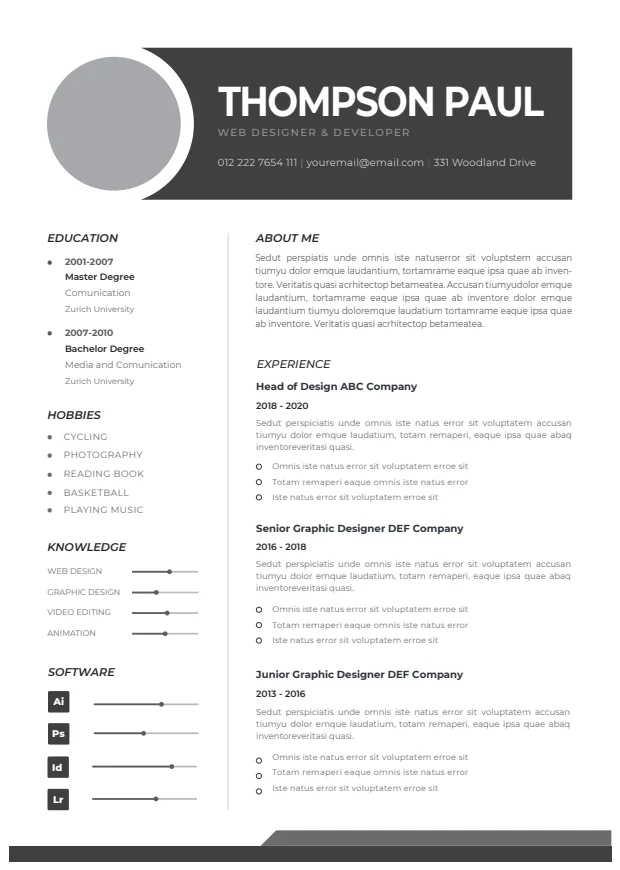 THOMPSON PAUL
WEB DESIGNER & DEVELOPER
012 222 7654 111 | youremail@email.com | 331 Woodland Drive
EDUCATION
2001-2007
Master Degree
Comunication
Zurich University
2007-2010
Bachelor Degree
Media and Comunication
Zurich University
HOBBIES
CYCLING
PHOTOGRAPHY
READING BOOK
BASKETBALL
PLAYING MUSIC
KNOWLEDGE
WEB DESIGN
GRAPHIC DESIGN
VIDEO EDITING
ANIMATION
SOFTWARE
Ai
Ps
Id
Lr
ABOUT ME
Sedut perspiatis unde omnis iste natuserror sit voluptstem accusan
tiumyu dolor emque laudantium, tortamrame eaque ipsa quae ab inven-
tore. Veritatis quasi acrhitectop betameatea. Accusan tiumyudolor emque
laudantium, tortamrame eaque ipsa quae ab inventore dolor emque
laudantium tiumyu doloremque laudatium tortamrame eaque ipsa quae
ab inventore. Veritatis quasi acrhitectop betameatea.
EXPERIENCE
Head of Design ABC Company
2018 - 2020
Sedut perspiciatis unde omnis iste natus error sit voluptatem accusan
tiumyu dolor emque laudatium, totam remaperi, eaque ipsa quae abaq
inventoreveritasi quasi.
Omnis iste natus error sit voluptatem erroe sit
Totam remaperi eaque omnis iste natus error
Iste natus error sit voluptatem erroe sit
Senior Graphic Designer DEF Company
2016 - 2018
Sedut perspiciatis unde omnis iste natus error sit voluptatem accusan
tiumyu dolor emque laudatium, totam remaperi, eaque ipsa quae abaq
inventoreveritasi quasi.
Omnis iste natus error sit voluptatem erroe sit
Totam remaperi eaque omnis iste natus error
Iste natus error sit voluptatem erroe sit
Junior Graphic Designer DEF Company
2013 - 2016
Sedut perspiciatis unde omnis iste natus error sit voluptatem accusan
tiumyu dolor emque laudatium, totam remaperi, eaque ipsa quae abaq
inventoreveritasi quasi.
Omnis iste natus error sit voluptatem erroe sit
Totam remaperi eaque omnis iste natus error
Iste natus error sit voluptatem erroe sit